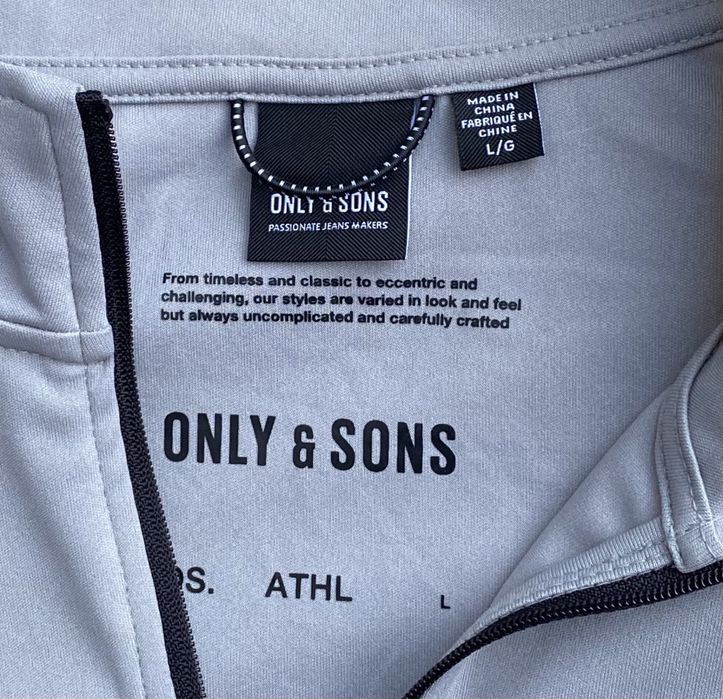 MADE IN
CHINA
FABRIQUÉ EN
CHINE
L/G
ONLY & SONS
PASSIONATE JEANS MAKERS
From timeless and classic to eccentric and
challenging, our styles are varied in look and feel
but always uncomplicated and carefully crafted
ONLY & SONS
ATHL L